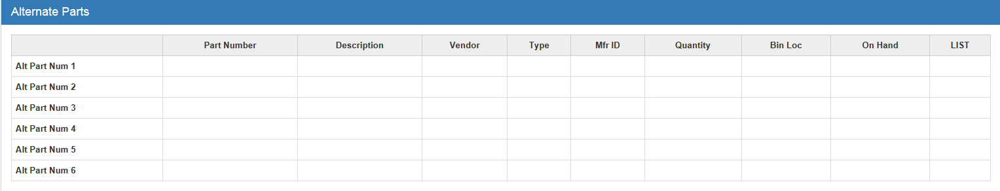 Alternate Parts
Part Number Description Vendor Type Mfr ID Quantity Bin Loc On Hand LIST
Alt Part Num 1
Alt Part Num 2
Alt Part Num 3
Alt Part Num 4
Alt Part Num 5
Alt Part Num 6